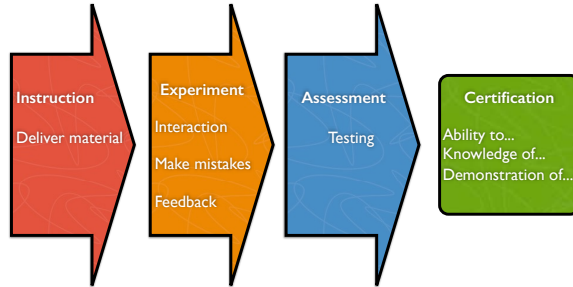 Instruction
Deliver material
Experiment
Interaction
Make mistakes
Feedback
Assessment
Testing
Certification
Ability to...
Knowledge of...
Demonstration of...